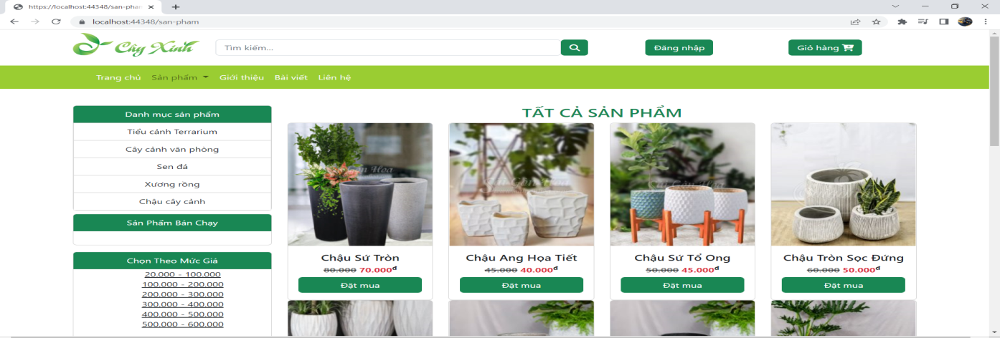 https://localhost:44348/san-phan
localhost:44348/san-pham
Cây Xinh
Tìm kiếm...
Đăng nhập
Giỏ hàng
Trang chủ Sản phẩm Giới thiệu Bài viết Liên hệ
Danh mục sản phẩm
Tiểu cảnh Terrarium
Cây cảnh văn phòng
Sen đá
Xương rồng
Chậu cây cảnh
Sản Phẩm Bán Chạy
Chọn Theo Mức Giá
20.000 - 100.000
100.000 - 200.000
200.000 - 300.000
300.000 - 400.000
400.000 - 500.000
500.000 - 600.000
TẤT CẢ SẢN PHẨM
Chậu Sứ Tròn
80.000 70.000đ
Đặt mua
Chậu Ang Họa Tiết
45.000 40.000đ
Đặt mua
Chậu Sứ Tổ Ong
50.000 45.000đ
Đặt mua
Chậu Tròn Sọc Đứng
60.000 50.000đ
Đặt mua